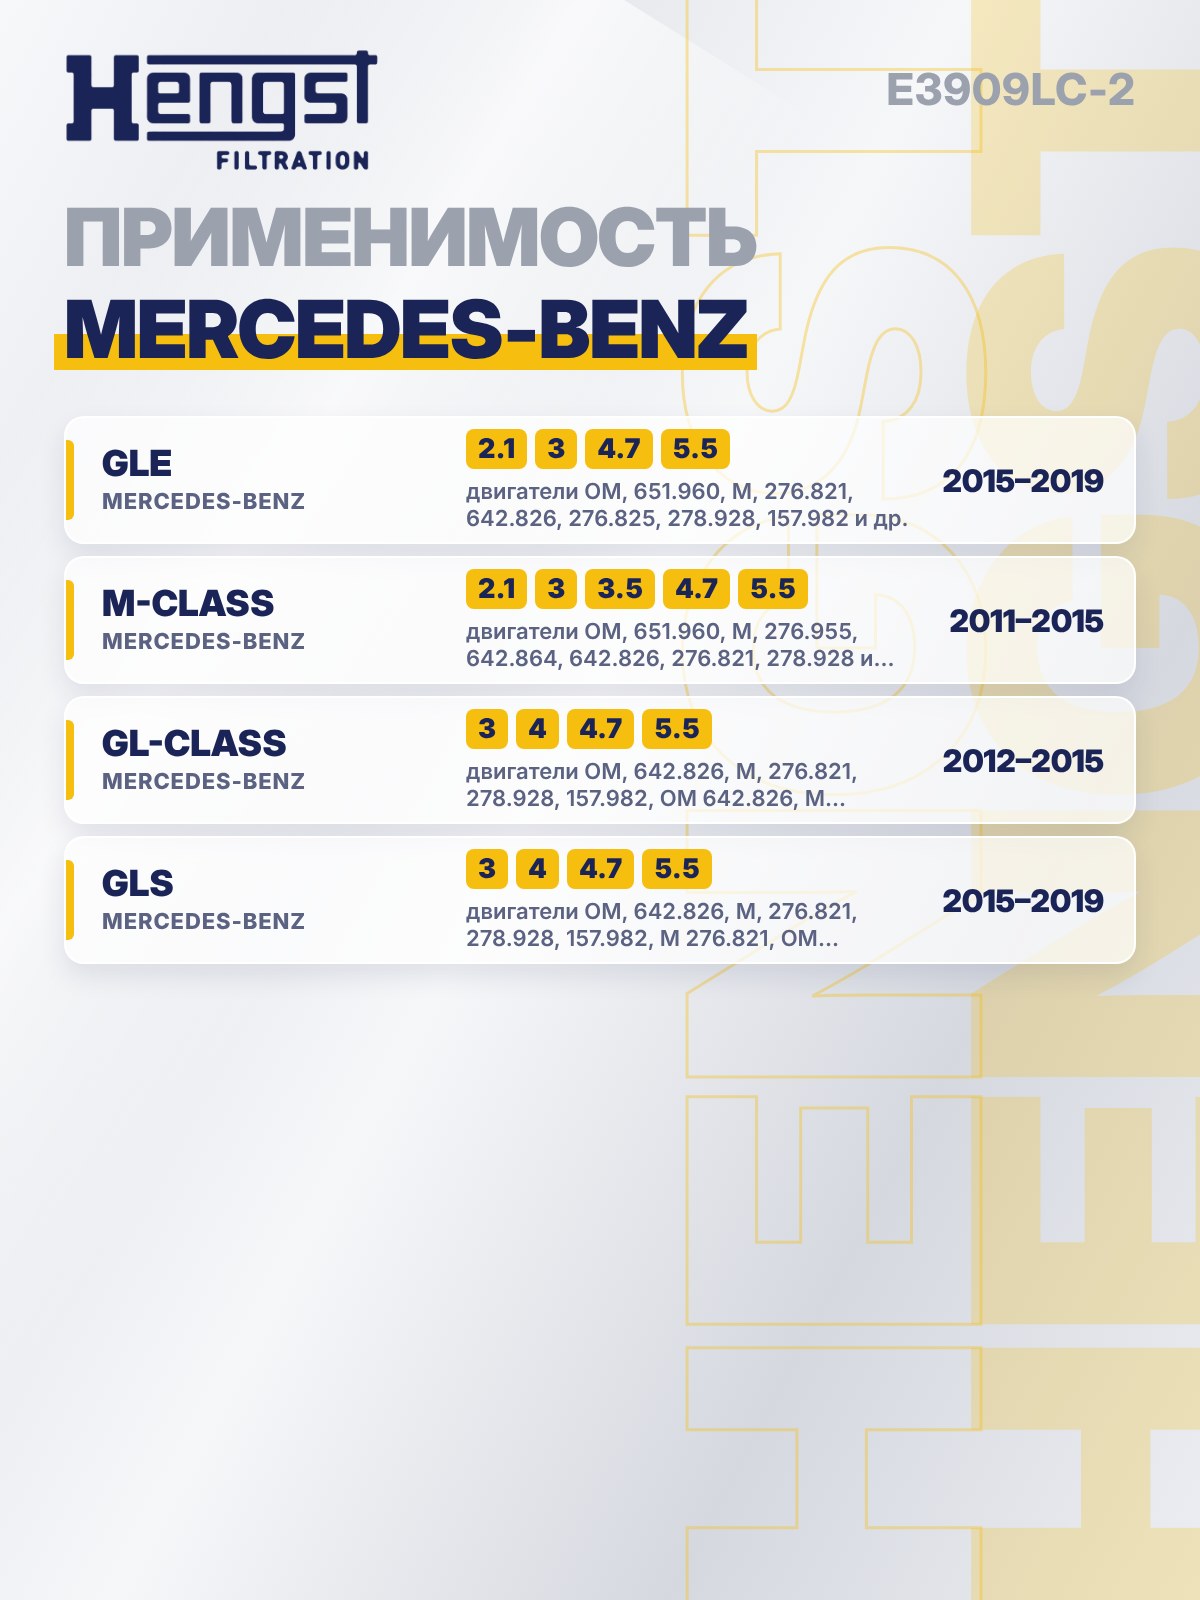 Hengst
FILTRATION
E3909LC-2
ПРИМЕНИМОСТЬ
MERCEDES-BENZ
GLE
MERCEDES-BENZ
2.1 3 4.7 5.5
двигатели OM, 651.960, M, 276.821,
642.826, 276.825, 278.928, 157.982 и др.
2015–2019
M-CLASS
MERCEDES-BENZ
2.1 3 3.5 4.7 5.5
двигатели OM, 651.960, M, 276.955,
642.864, 642.826, 276.821, 278.928 и...
2011–2015
GL-CLASS
MERCEDES-BENZ
3 4 4.7 5.5
двигатели OM, 642.826, M, 276.821,
278.928, 157.982, OM 642.826, M...
2012–2015
GLS
MERCEDES-BENZ
3 4 4.7 5.5
двигатели OM, 642.826, M, 276.821,
278.928, 157.982, M 276.821, OM...
2015–2019
HENGST
HENGST